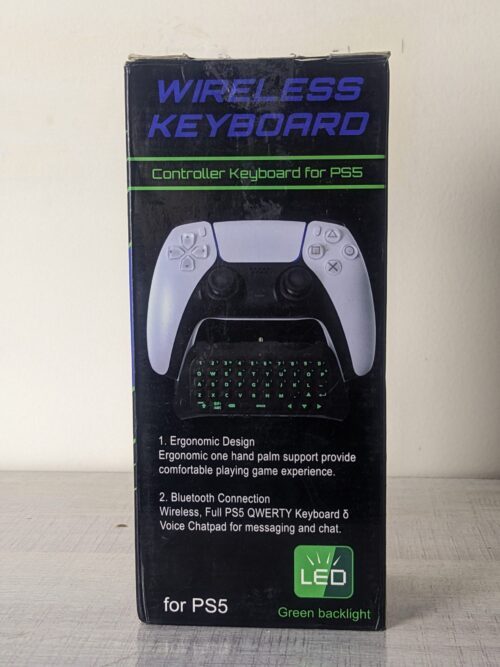 WIRELESS
KEYBOARD
Controller Keyboard for PS5
1. Ergonomic Design
Ergonomic one hand palm support provide
comfortable playing game experience.
2. Bluetooth Connection
Wireless, Full PS5 QWERTY Keyboard &
Voice Chatpad for messaging and chat.
LED
for PS5
Green backlight